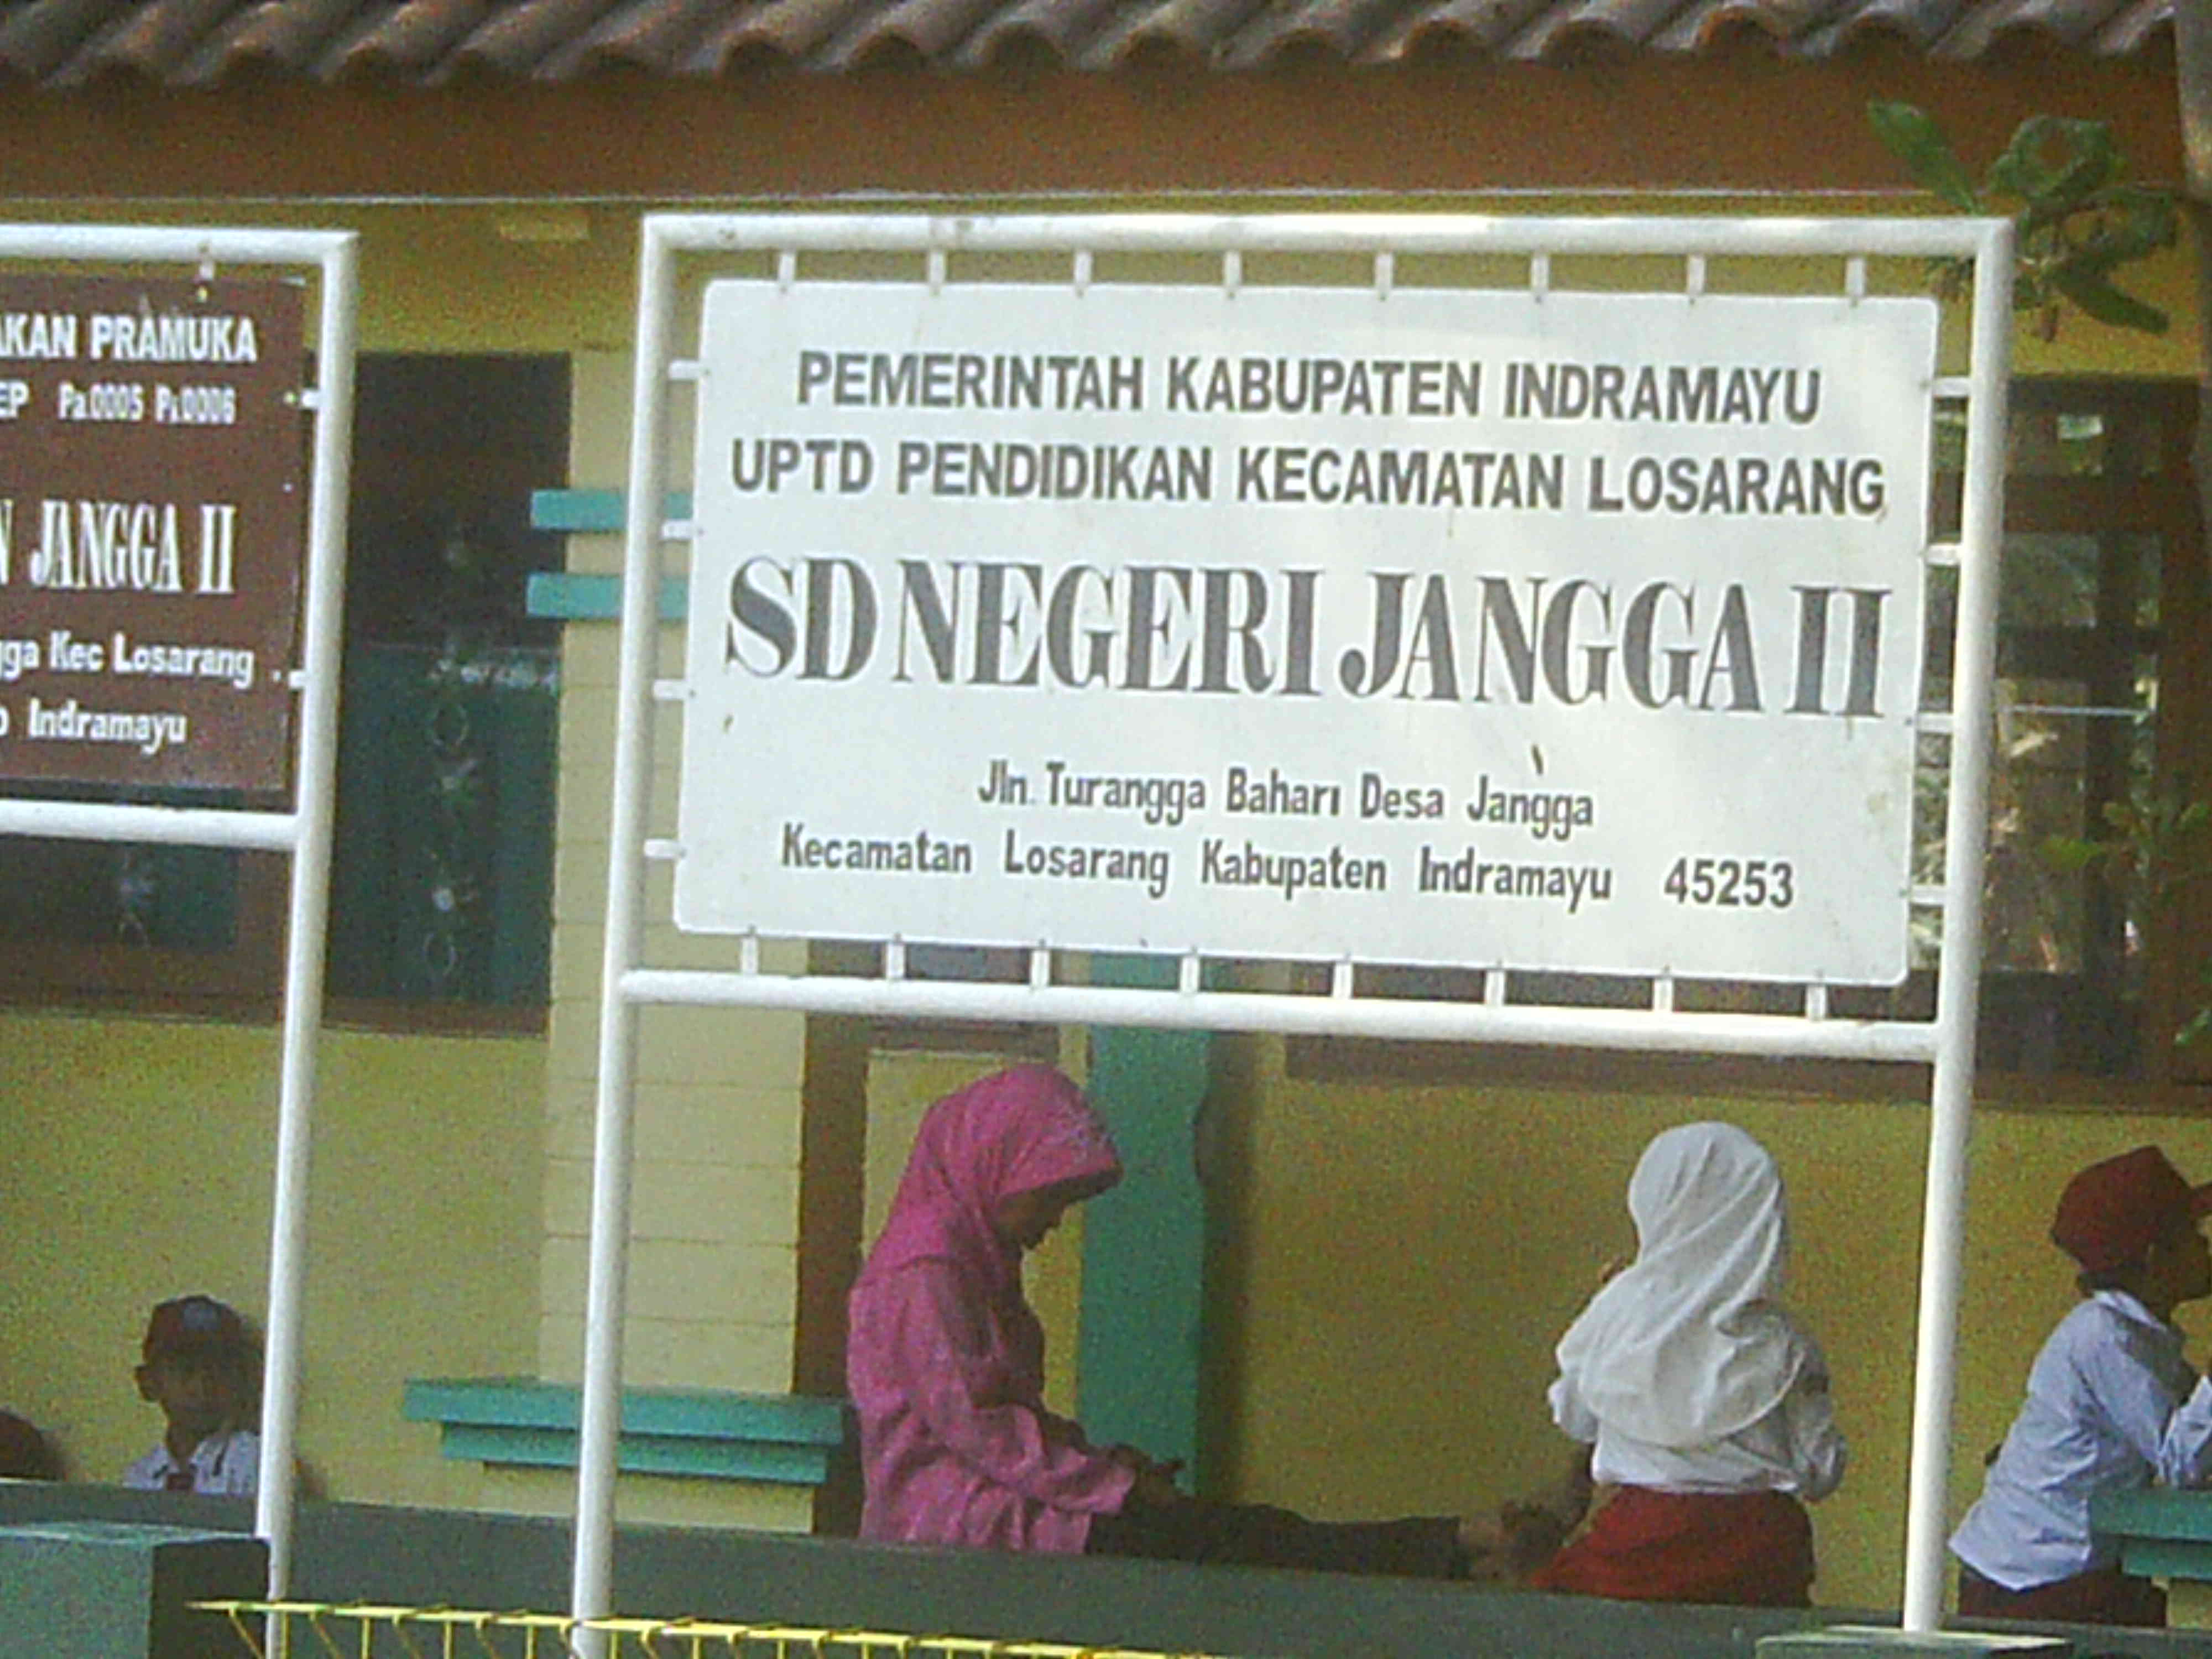 AKAN PRAMUKA
EP Pa.0005 Pi.0006
N JANGGA II
gga Kec Losarang
Indramayu
PEMERINTAH KABUPATEN INDRAMAYU
UPTD PENDIDIKAN KECAMATAN LOSARANG
SD NEGERI JANGGA II
Jln. Turangga Bahari Desa Jangga
Kecamatan Losarang Kabupaten Indramayu 45253